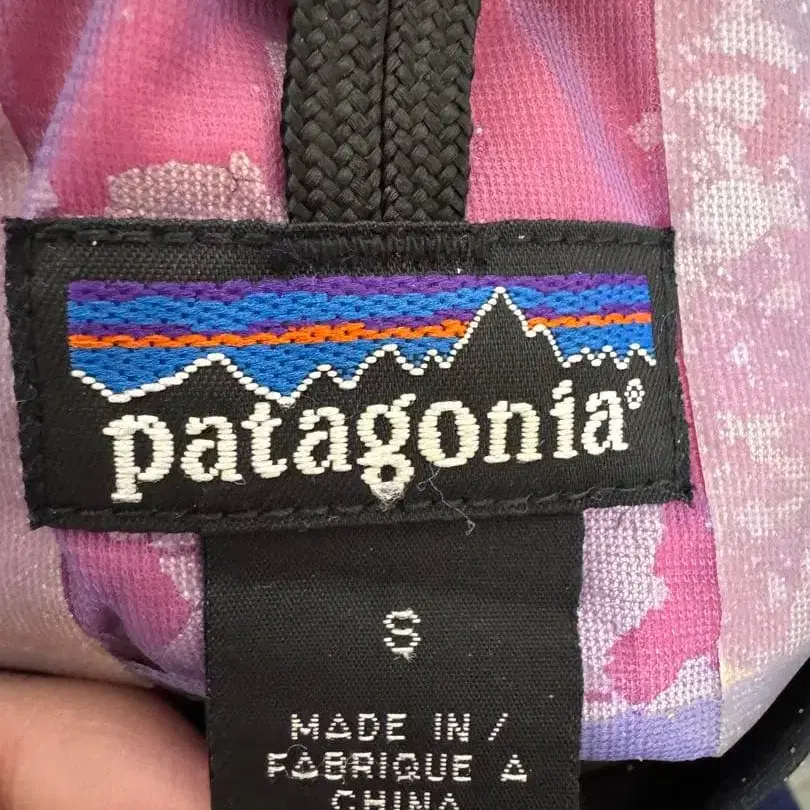 patagonia®
S
MADE IN /
FABRIQUE A
CHINA